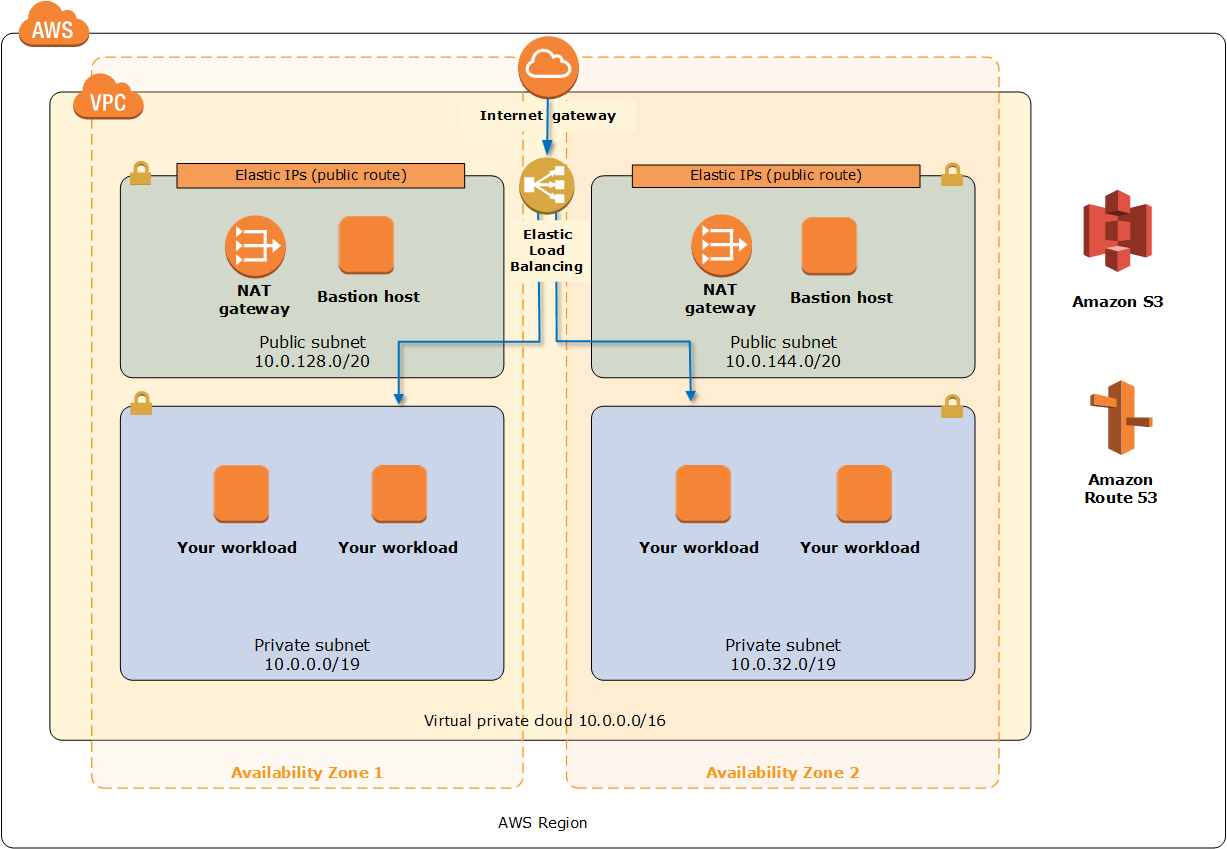 AWS
VPC
Internet gateway
Elastic IPs (public route)
Elastic IPs (public route)
Elastic
Load
Balancing
NAT
gateway
Bastion host
NAT
gateway
Bastion host
Public subnet
10.0.128.0/20
Public subnet
10.0.144.0/20
Amazon S3
Amazon
Route 53
Your workload
Your workload
Your workload
Your workload
Private subnet
10.0.0.0/19
Private subnet
10.0.32.0/19
Virtual private cloud 10.0.0.0/16
Availability Zone 1
Availability Zone 2
AWS Region